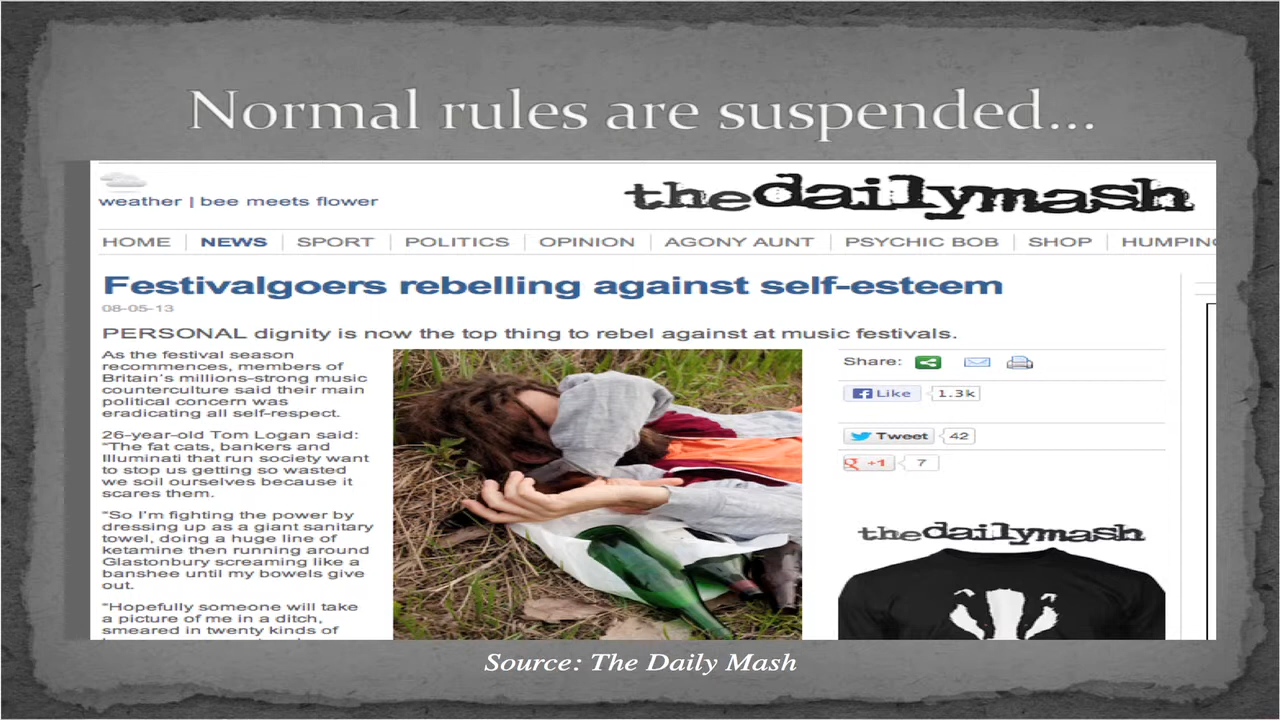 Normal rules are suspended...
weather | bee meets flower
thedailymash
HOME NEWS SPORT POLITICS OPINION AGONY AUNT PSYCHIC BOB SHOP HUMPING
Festivalgoers rebelling against self-esteem
08-05-13
PERSONAL dignity is now the top thing to rebel against at music festivals.
As the festival season
recommences, members of
Britain's millions-strong music
counterculture said their main
political concern was
eradicating all self-respect.
26-year-old Tom Logan said:
"The fat cats, bankers and
Illuminati that run society want
to stop us getting so wasted
we soil ourselves because it
scares them.
"So I'm fighting the power by
dressing up as a giant sanitary
towel, doing a huge line of
ketamine then running around
Glastonbury screaming like a
banshee until my bowels give
out.
"Hopefully someone will take
a picture of me in a ditch,
smeared in twenty kinds of
Share:
Like 1.3k
Tweet 42
g +1 7
thedailymash
Source: The Daily Mash